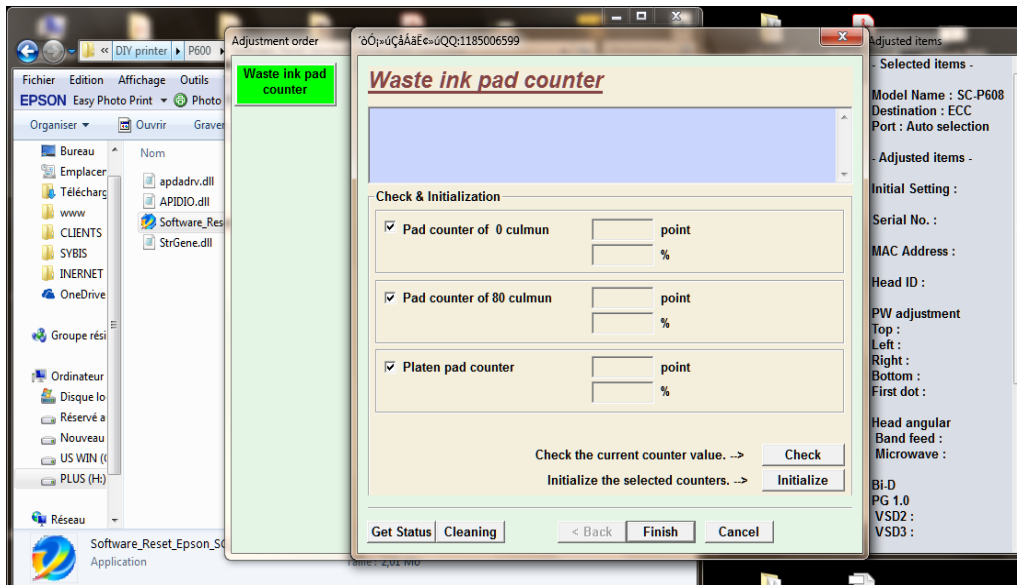 « DIY printer ▸ P600
Fichier Edition Affichage Outils
EPSON Easy Photo Print Photo
Organiser Ouvrir Graver
Bureau
Emplacer
Télécharg
www
CLIENTS
SYBIS
INERNET
OneDrive
Groupe rési
Ordinateur
Disque lo
Réservé a
Nouveau
US WIN (
PLUS (H:)
Réseau
Nom
apdadrv.dll
APIDIO.dll
Software_Res
StrGene.dll
Software_Reset_Epson_S
Application
Taille : 2,01 Mo
Adjustment order
Waste ink pad
counter
´òÓ¡»úÇåÁãË©»úQQ:1185006599
Waste ink pad counter
Check & Initialization
Pad counter of 0 culmun point
%
Pad counter of 80 culmun point
%
Platen pad counter point
%
Check the current counter value. --> Check
Initialize the selected counters. --> Initialize
Get Status Cleaning < Back Finish Cancel
Adjusted items
- Selected items -
Model Name : SC-P608
Destination : ECC
Port : Auto selection
- Adjusted items -
Initial Setting :
Serial No. :
MAC Address :
Head ID :
PW adjustment
Top :
Left :
Right :
Bottom :
First dot :
Head angular
Band feed :
Microwave :
Bi-D
PG 1.0
VSD2 :
VSD3 :